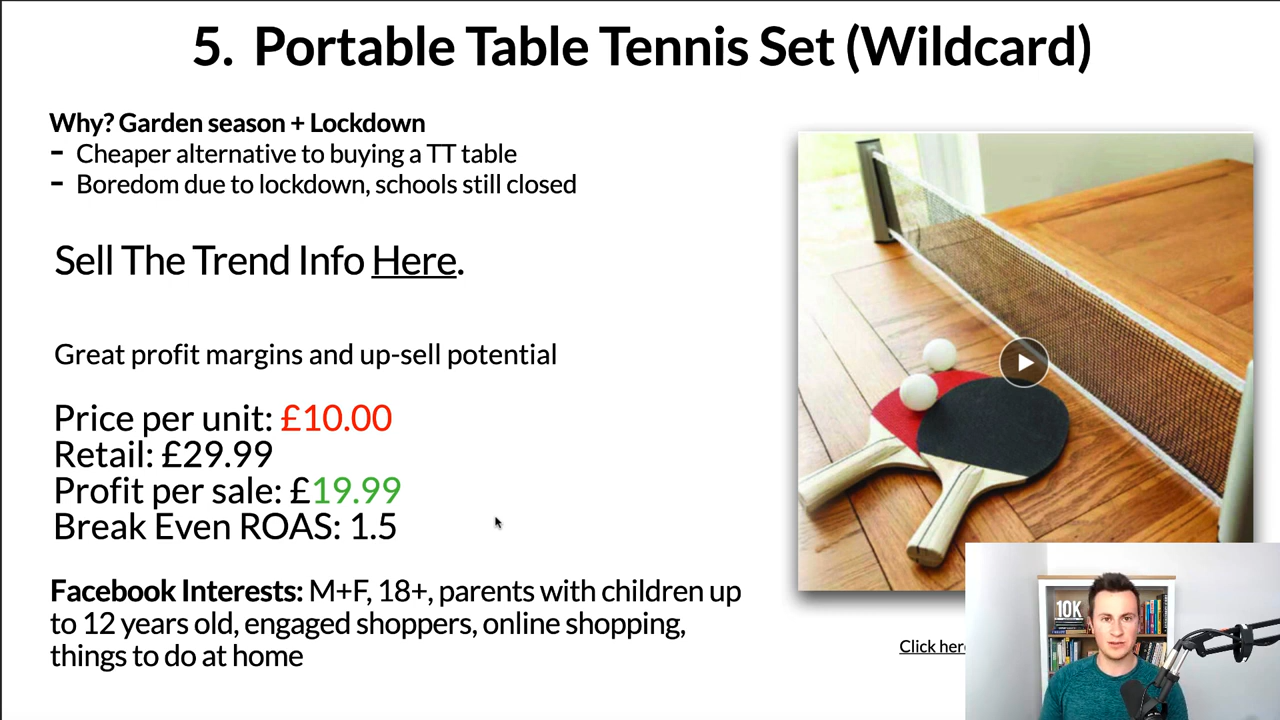 5. Portable Table Tennis Set (Wildcard)
Why? Garden season + Lockdown
- Cheaper alternative to buying a TT table
- Boredom due to lockdown, schools still closed
Sell The Trend Info Here.
Great profit margins and up-sell potential
Price per unit: £10.00
Retail: £29.99
Profit per sale: £19.99
Break Even ROAS: 1.5
Facebook Interests: M+F, 18+, parents with children up
to 12 years old, engaged shoppers, online shopping,
things to do at home
Click here
10K